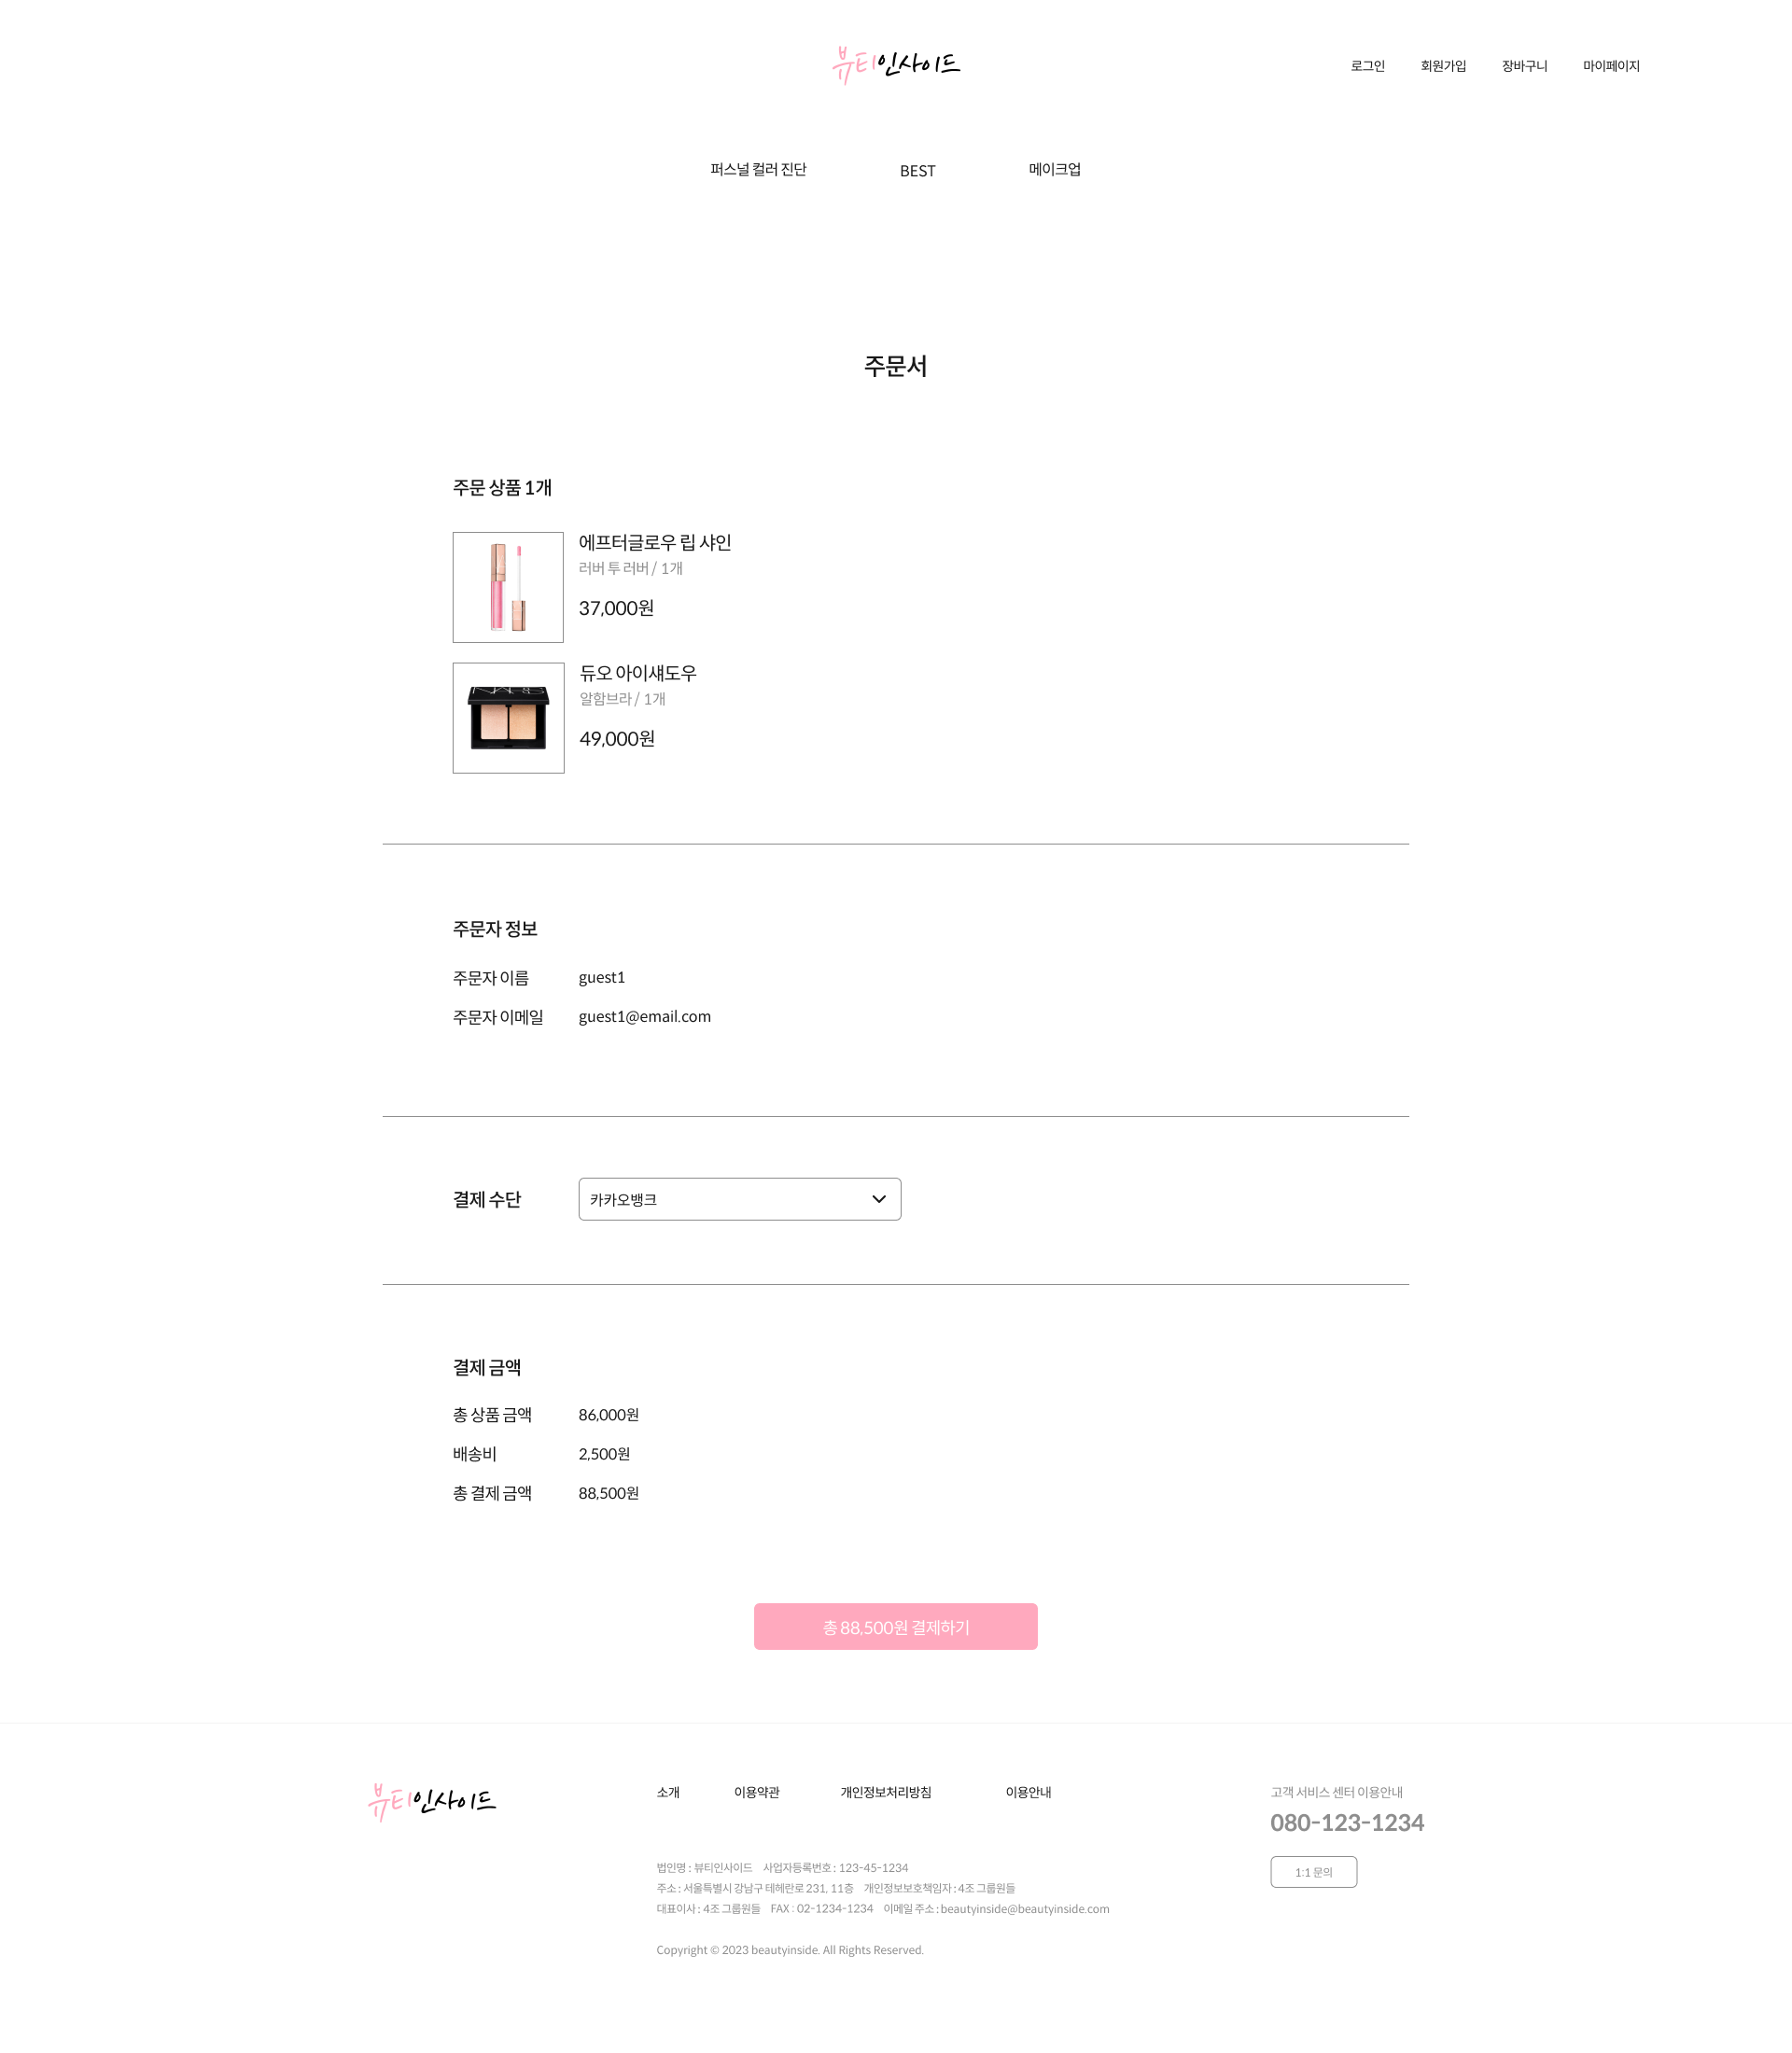 뷰티인사이드
로그인 회원가입 장바구니 마이페이지
퍼스널 컬러 진단 BEST 메이크업
주문서
주문 상품 1개
에프터글로우 립 샤인
러버 투 러버 / 1개
37,000원
NARS
듀오 아이섀도우
알함브라 / 1개
49,000원
주문자 정보
주문자 이름 guest1
주문자 이메일 guest1@email.com
결제 수단 카카오뱅크
결제 금액
총 상품 금액 86,000원
배송비 2,500원
총 결제 금액 88,500원
총 88,500원 결제하기
뷰티인사이드
소개 이용약관 개인정보처리방침 이용안내
법인명 : 뷰티인사이드 사업자등록번호 : 123-45-1234
주소 : 서울특별시 강남구 테헤란로 231, 11층 개인정보보호책임자 : 4조 그룹원들
대표이사 : 4조 그룹원들 FAX : 02-1234-1234 이메일 주소 : beautyinside@beautyinside.com
Copyright © 2023 beautyinside. All Rights Reserved.
고객 서비스 센터 이용안내
080-123-1234
1:1 문의